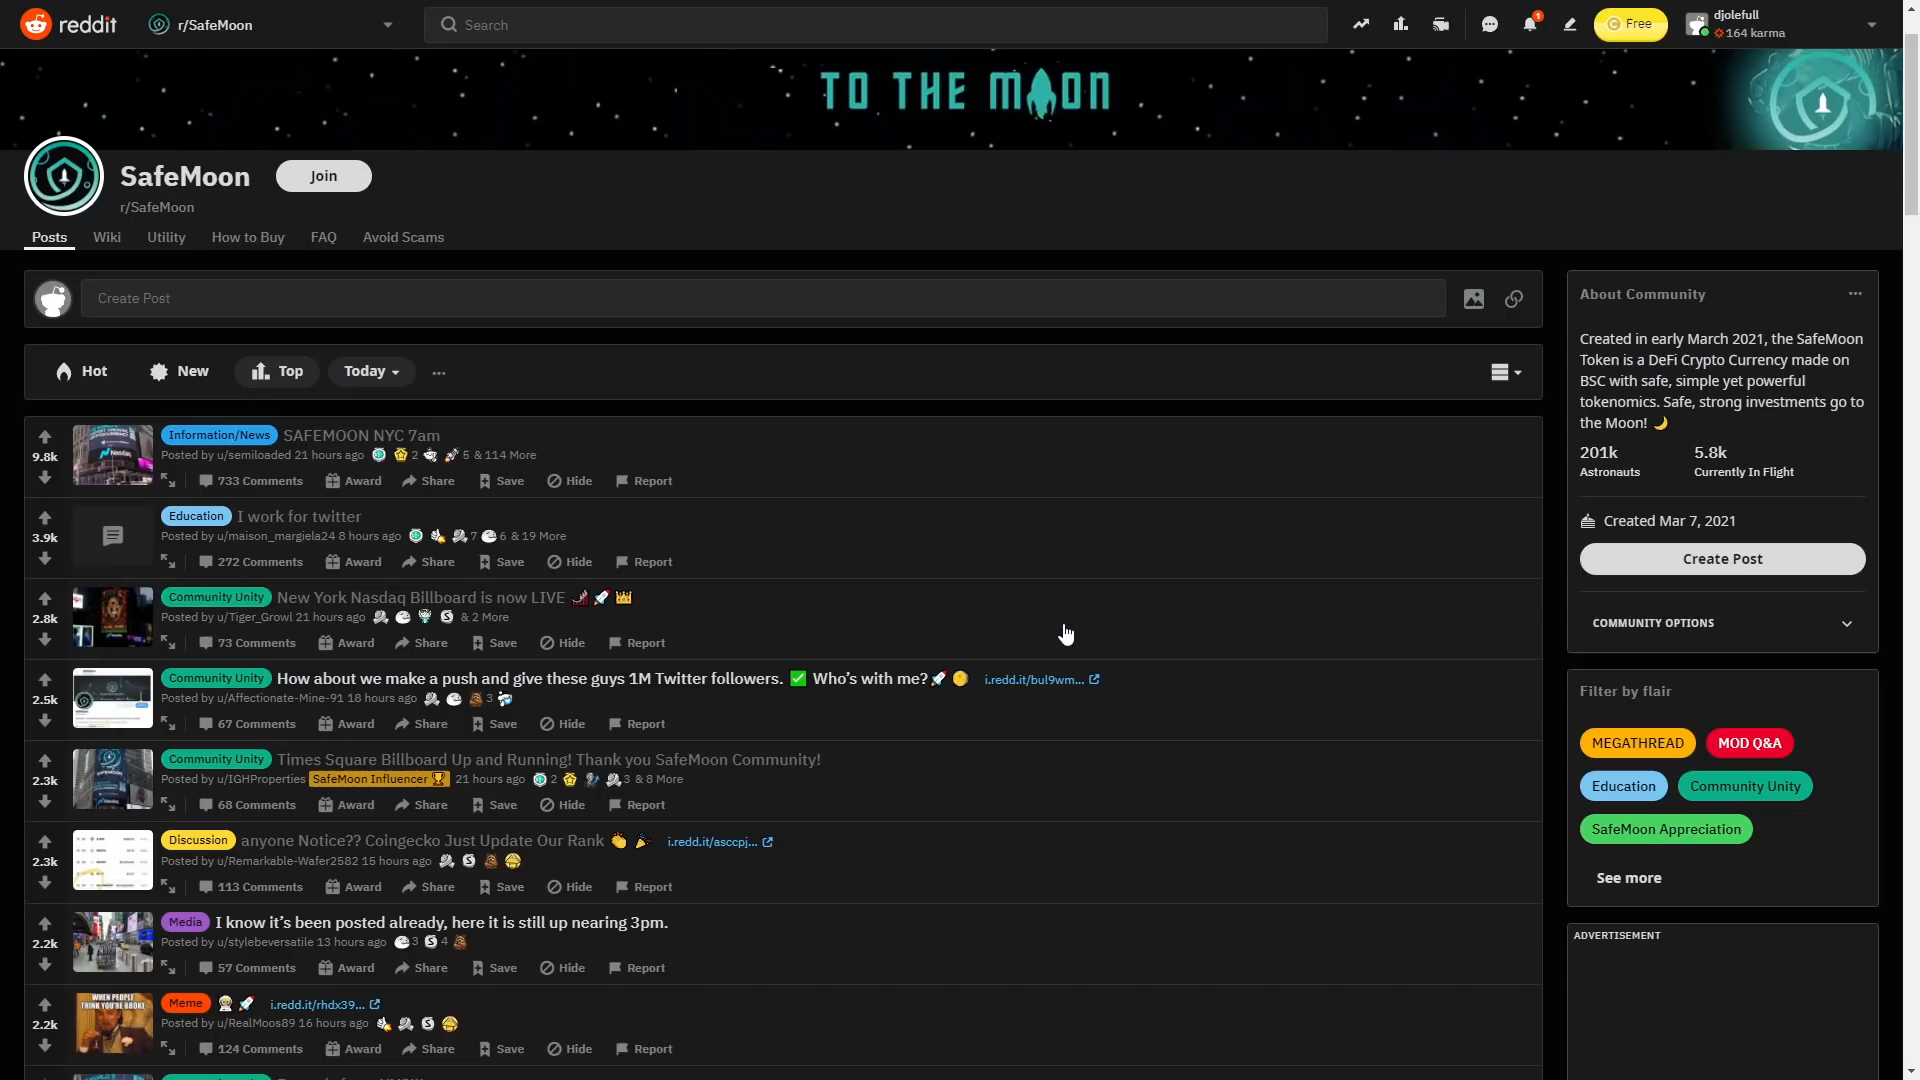 reddit r/SafeMoon Search 1 Free djolefull
164 karma
TO THE MOON
SafeMoon Join
r/SafeMoon
Posts Wiki Utility How to Buy FAQ Avoid Scams
Create Post
Hot New Top Today ...
9.8k
Information/News SAFEMOON NYC 7am
Posted by u/semiloaded 21 hours ago 2 5 & 114 More
733 Comments Award Share Save Hide Report
3.9k
Education I work for twitter
Posted by u/maison_margiela24 8 hours ago 7 6 & 19 More
272 Comments Award Share Save Hide Report
2.8k
Community Unity New York Nasdaq Billboard is now LIVE 🚀 👑
Posted by u/Tiger_Growl 21 hours ago & 2 More
73 Comments Award Share Save Hide Report
2.5k
Community Unity How about we make a push and give these guys 1M Twitter followers. ✅ Who’s with me?🚀 i.redd.it/bul9wm...
Posted by u/Affectionate-Mine-91 18 hours ago 3
67 Comments Award Share Save Hide Report
2.3k
Community Unity Times Square Billboard Up and Running! Thank you SafeMoon Community!
Posted by u/IGHProperties SafeMoon Influencer 🏆 21 hours ago 2 3 & 8 More
68 Comments Award Share Save Hide Report
2.3k
Discussion anyone Notice?? Coingecko Just Update Our Rank 👏 🎉 i.redd.it/asccpj...
Posted by u/Remarkable-Wafer2582 15 hours ago
113 Comments Award Share Save Hide Report
2.2k
Media I know it’s been posted already, here it is still up nearing 3pm.
Posted by u/stylebeversatile 13 hours ago 3 4
57 Comments Award Share Save Hide Report
2.2k
WHEN PEOPLE
THINK YOU'RE BROKE
Meme 🚀 i.redd.it/rhdx39...
Posted by u/RealMoos89 16 hours ago
124 Comments Award Share Save Hide Report
About Community ...
Created in early March 2021, the SafeMoon
Token is a DeFi Crypto Currency made on
BSC with safe, simple yet powerful
tokenomics. Safe, strong investments go to
the Moon! 🌙
201k 5.8k
Astronauts Currently In Flight
Created Mar 7, 2021
Create Post
COMMUNITY OPTIONS
Filter by flair
MEGATHREAD MOD Q&A
Education Community Unity
SafeMoon Appreciation
See more
ADVERTISEMENT